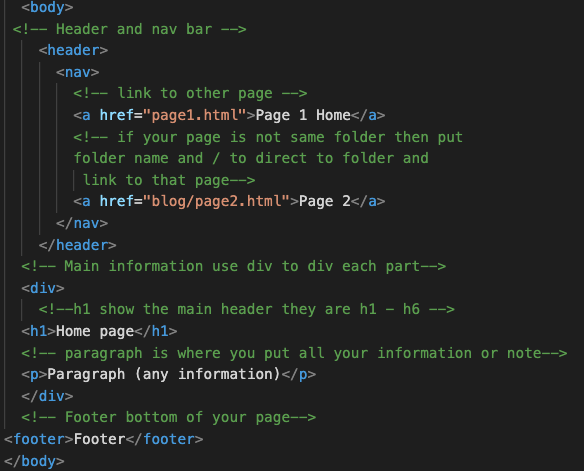 <body>
<!-- Header and nav bar -->
<header>
<nav>
<!-- link to other page -->
<a href="page1.html">Page 1 Home</a>
<!-- if your page is not same folder then put
folder name and / to direct to folder and
link to that page-->
<a href="blog/page2.html">Page 2</a>
</nav>
</header>
<!-- Main information use div to div each part-->
<div>
<!--h1 show the main header they are h1 - h6 -->
<h1>Home page</h1>
<!-- paragraph is where you put all your information or note-->
<p>Paragraph (any information)</p>
</div>
<!-- Footer bottom of your page-->
<footer>Footer</footer>
</body>